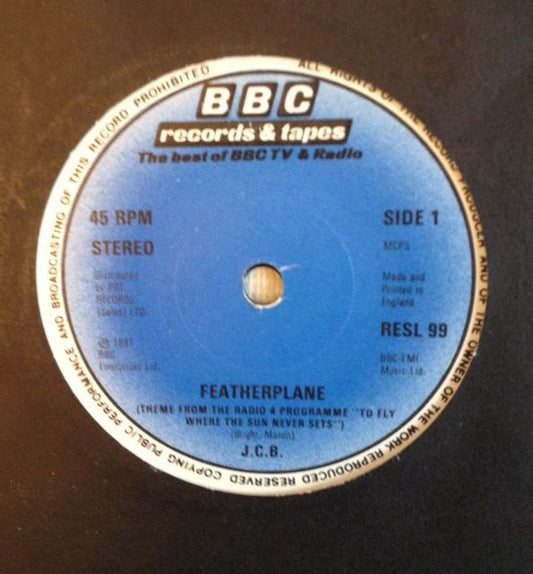 BBC
records & tapes
The best of BBC TV & Radio
45 RPM
STEREO
SIDE 1
MCPS
Distributed
by PRT
RECORDS
(Sales) LTD.
Made and
Printed in
England
RESL 99
℗ 1981
BBC
Enterprises Ltd.
BBC-EMI
Music Ltd.
FEATHERPLANE
(THEME FROM THE RADIO 4 PROGRAMME "TO FLY
WHERE THE SUN NEVER SETS")
(Bright, Mason)
J.C.B.
ALL RIGHTS OF THE RECORD PRODUCER AND OF THE OWNER OF THE WORK REPRODUCED RESERVED COPYING PUBLIC PERFORMANCE AND BROADCASTING OF THIS RECORD PROHIBITED